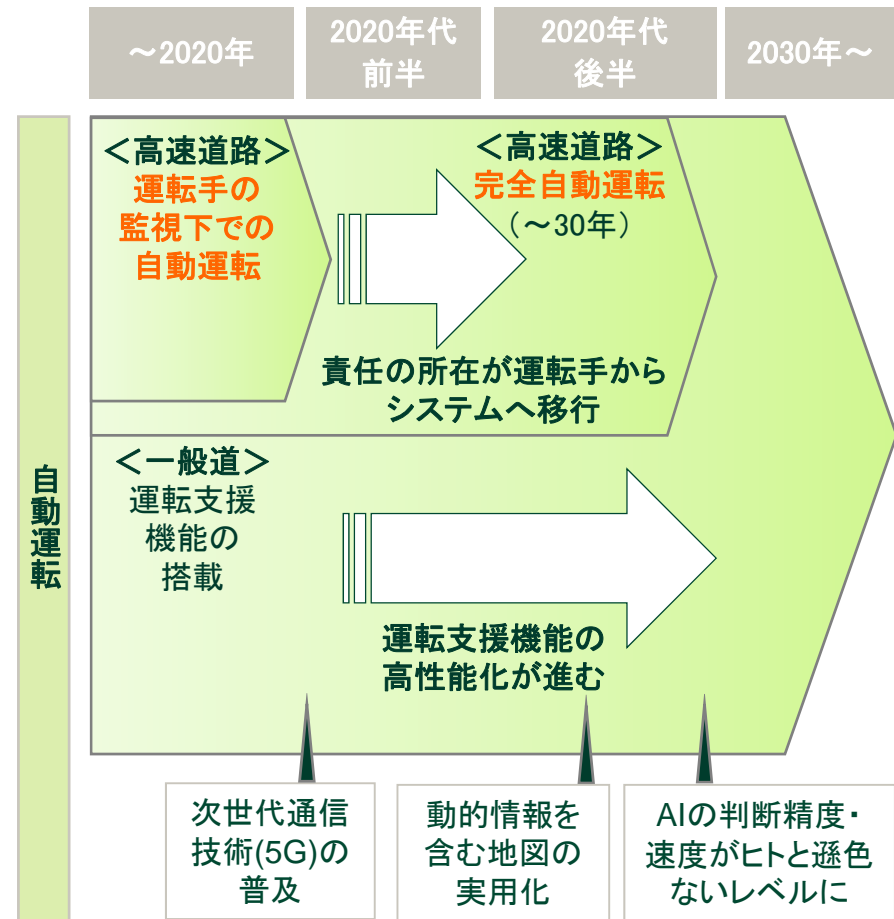 ～2020年
2020年代
前半
2020年代
後半
2030年～
自動運転
＜高速道路＞
運転手の
監視下での
自動運転
＜高速道路＞
完全自動運転
（～30年）
責任の所在が運転手から
システムへ移行
＜一般道＞
運転支援
機能の
搭載
運転支援機能の
高性能化が進む
次世代通信
技術(5G)の
普及
動的情報を
含む地図の
実用化
AIの判断精度・
速度がヒトと遜色
ないレベルに